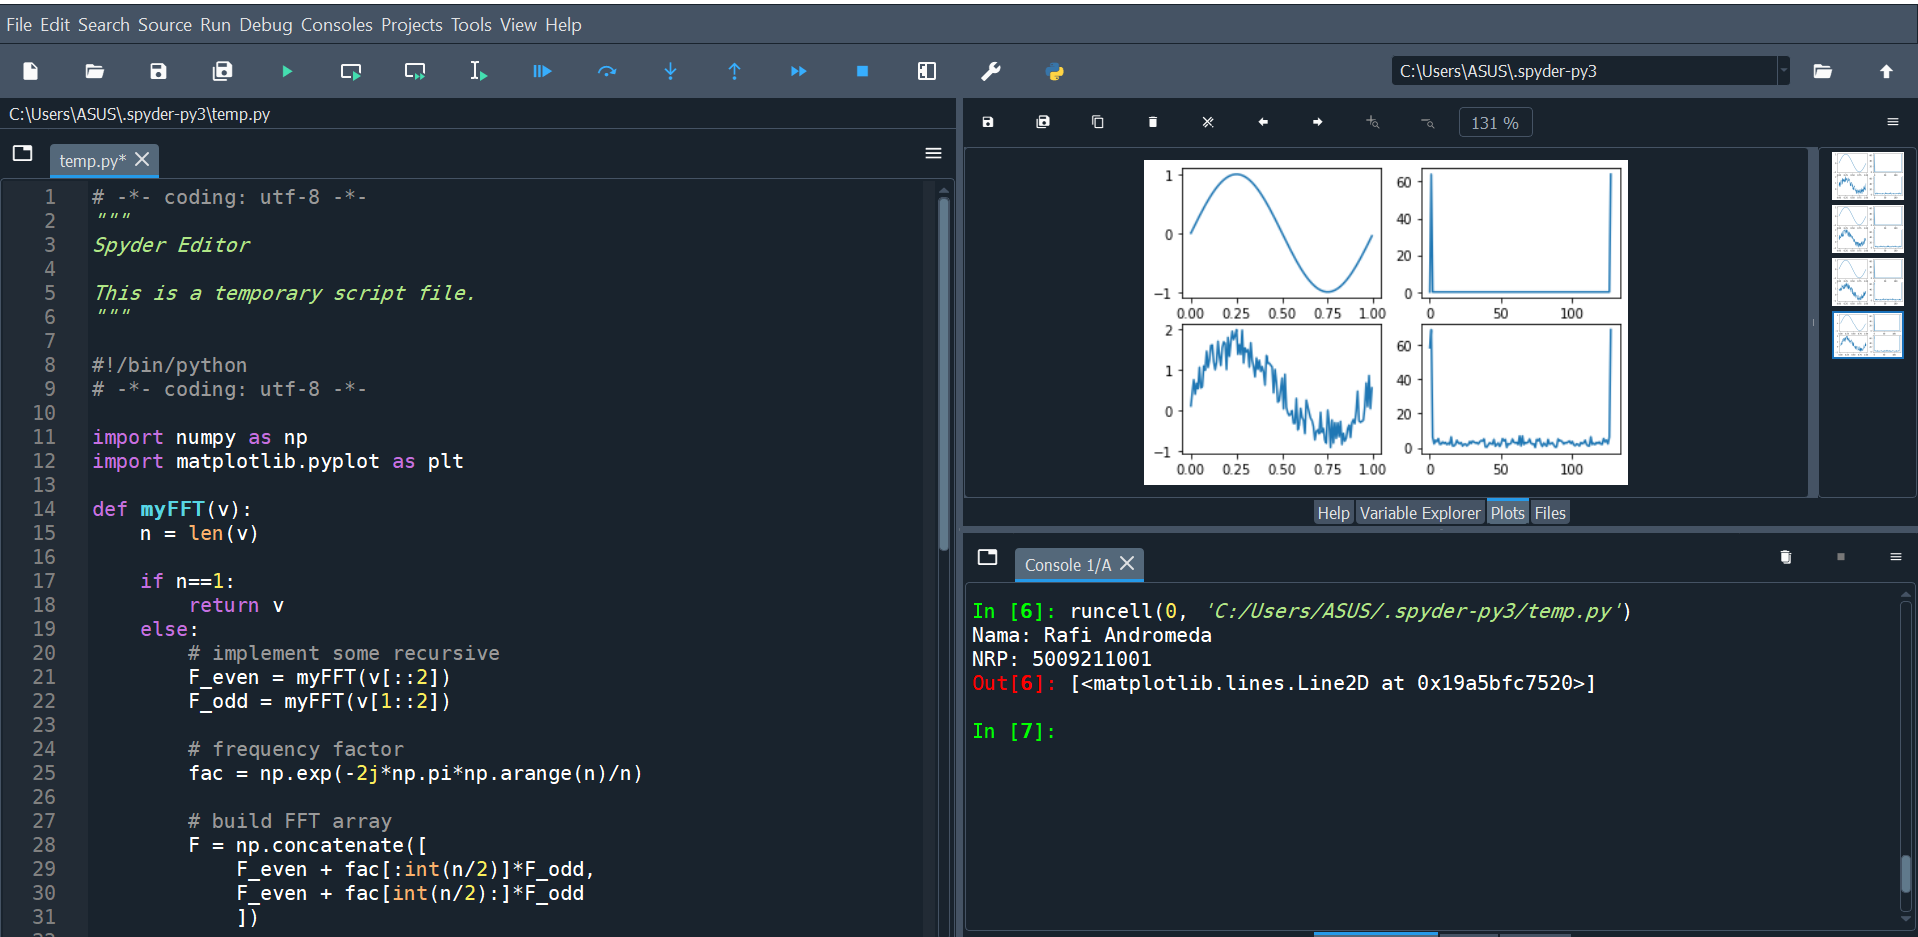 File Edit Search Source Run Debug Consoles Projects Tools View Help
C:\Users\ASUS\.spyder-py3
C:\Users\ASUS\.spyder-py3\temp.py
temp.py*
1 # -*- coding: utf-8 -*-
2 """
3 Spyder Editor
4
5 This is a temporary script file.
6 """
7
8 #!/bin/python
9 # -*- coding: utf-8 -*-
10
11 import numpy as np
12 import matplotlib.pyplot as plt
13
14 def myFFT(v):
15     n = len(v)
16
17     if n==1:
18         return v
19     else:
20         # implement some recursive
21         F_even = myFFT(v[::2])
22         F_odd = myFFT(v[1::2])
23
24         # frequency factor
25         fac = np.exp(-2j*np.pi*np.arange(n)/n)
26
27         # build FFT array
28         F = np.concatenate([
29             F_even + fac[:int(n/2)]*F_odd,
30             F_even + fac[int(n/2):]*F_odd
31             ])
131 %
1
0
−1
0.00 0.25 0.50 0.75 1.00
60
40
20
0
0 50 100
2
1
0
−1
0.00 0.25 0.50 0.75 1.00
60
40
20
0
0 50 100
Help Variable Explorer Plots Files
Console 1/A
In [6]: runcell(0, 'C:/Users/ASUS/.spyder-py3/temp.py')
Nama: Rafi Andromeda
NRP: 5009211001
Out[6]: [<matplotlib.lines.Line2D at 0x19a5bfc7520>]
In [7]: